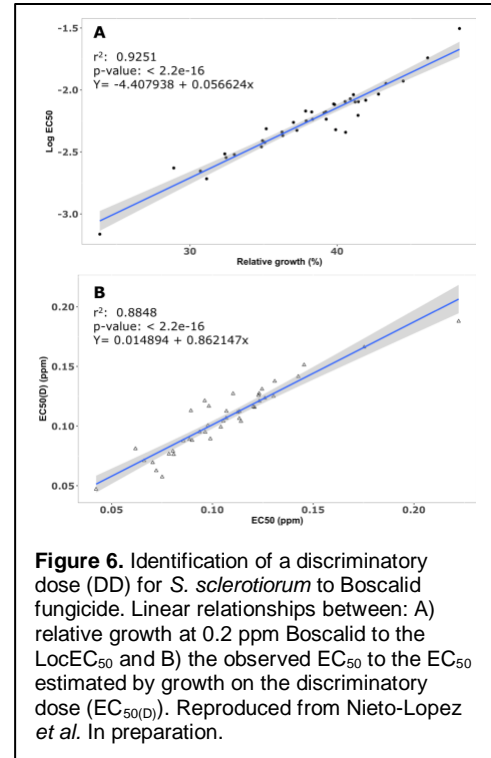 A
r²: 0.9251
p-value: < 2.2e-16
Y= -4.407938 + 0.056624x
Log EC50
-1.5
-2.0
-2.5
-3.0
30
40
Relative growth (%)
B
r²: 0.8848
p-value: < 2.2e-16
Y= 0.014894 + 0.862147x
EC50(D) (ppm)
0.20
0.15
0.10
0.05
0.05
0.10
0.15
0.20
EC50 (ppm)
Figure 6. Identification of a discriminatory
dose (DD) for S. sclerotiorum to Boscalid
fungicide. Linear relationships between: A)
relative growth at 0.2 ppm Boscalid to the
LocEC₅₀ and B) the observed EC₅₀ to the EC₅₀
estimated by growth on the discriminatory
dose (EC₅₀₍D₎). Reproduced from Nieto-Lopez
et al. In preparation.